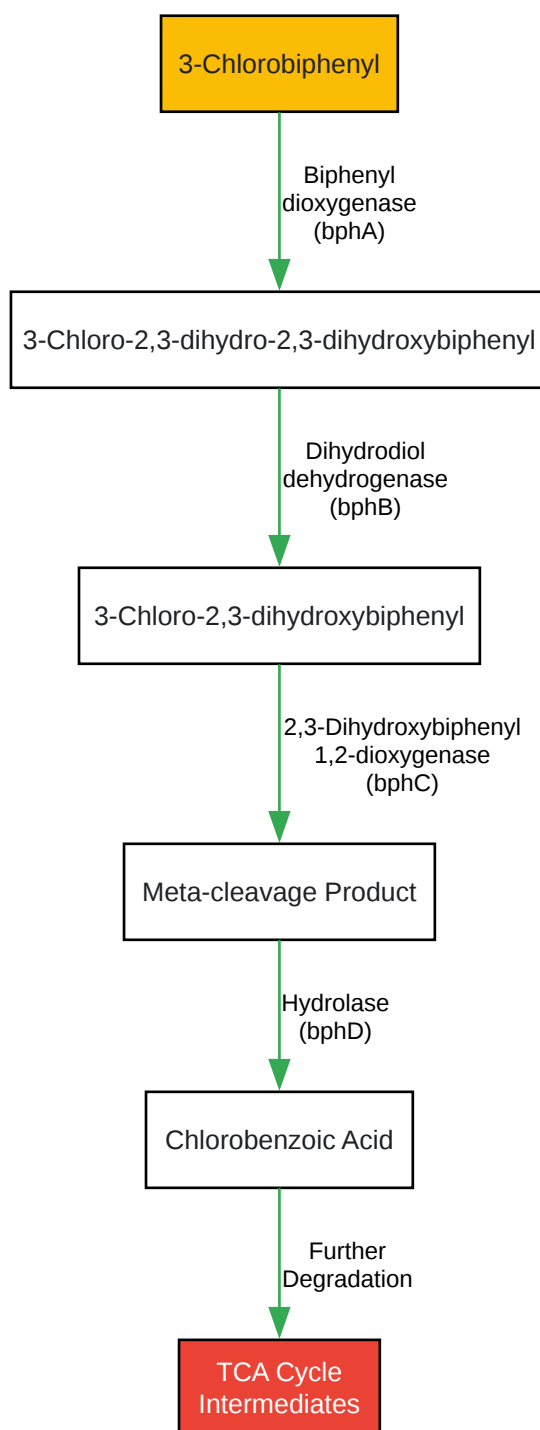 3-Chlorobiphenyl
Biphenyl
dioxygenase
(bphA)
3-Chloro-2,3-dihydro-2,3-dihydroxybiphenyl
Dihydrodiol
dehydrogenase
(bphB)
3-Chloro-2,3-dihydroxybiphenyl
2,3-Dihydroxybiphenyl
1,2-dioxygenase
(bphC)
Meta-cleavage Product
Hydrolase
(bphD)
Chlorobenzoic Acid
Further
Degradation
TCA Cycle
Intermediates